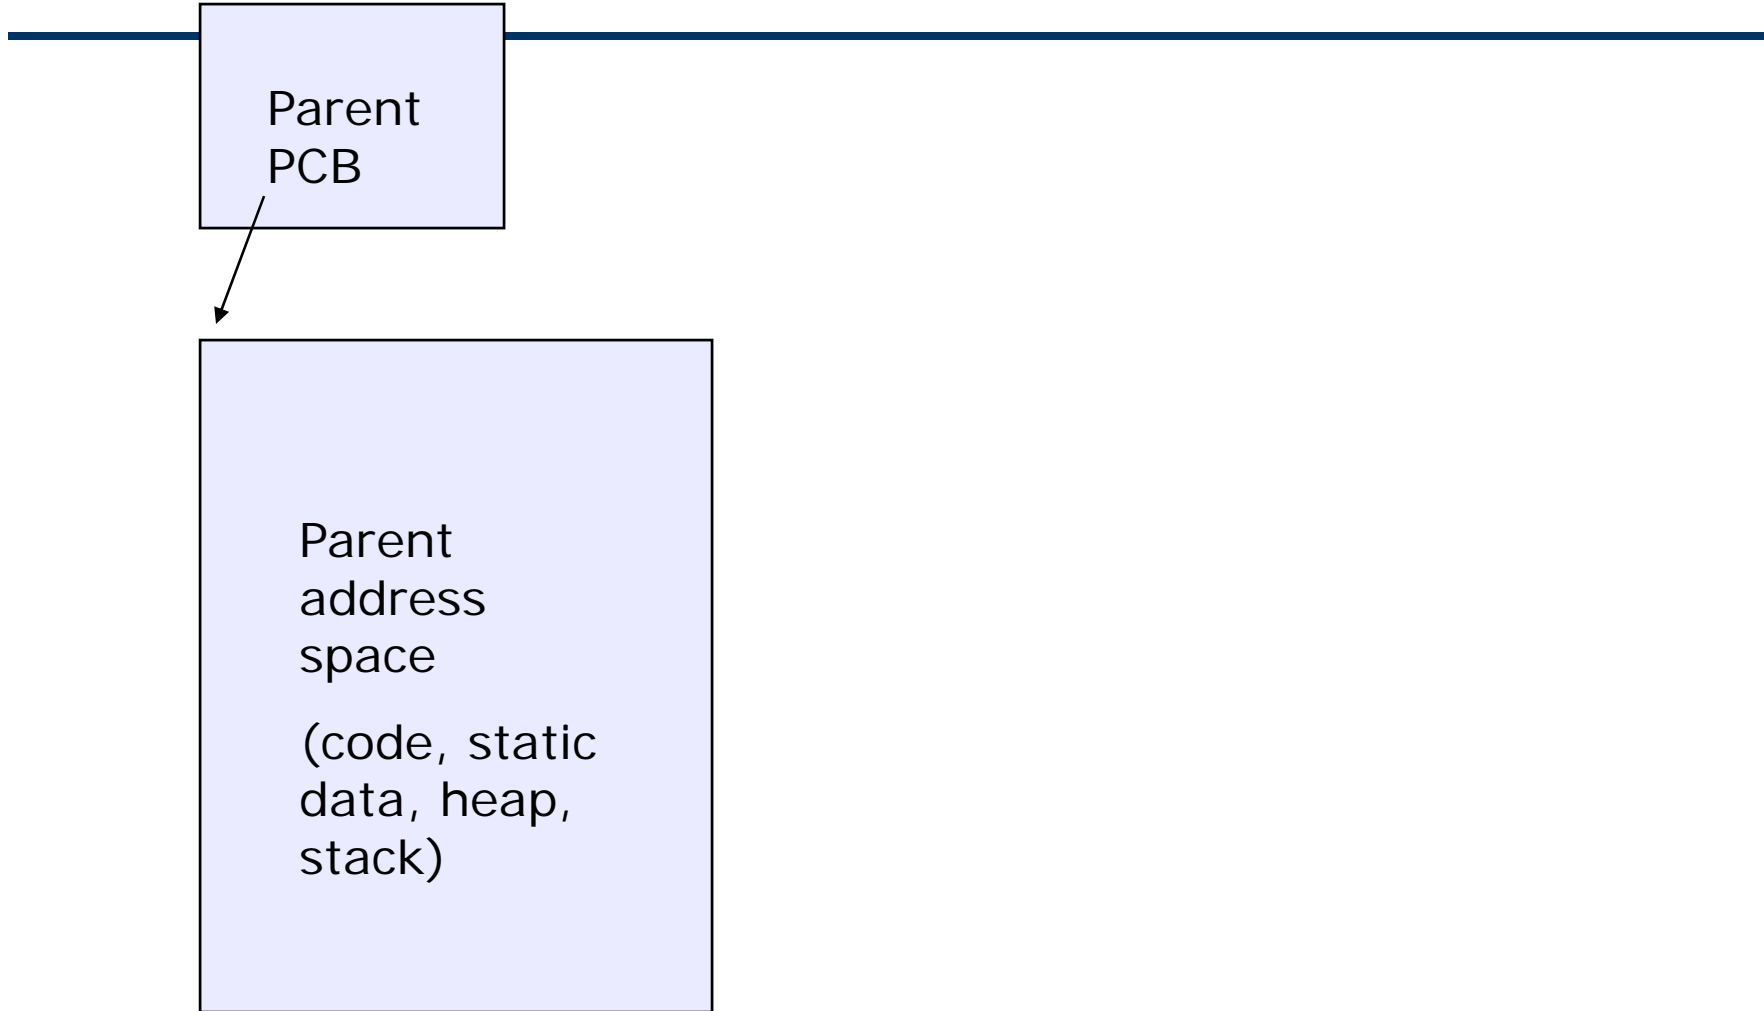 Parent
PCB
Parent
address
space
(code, static
data, heap,
stack)